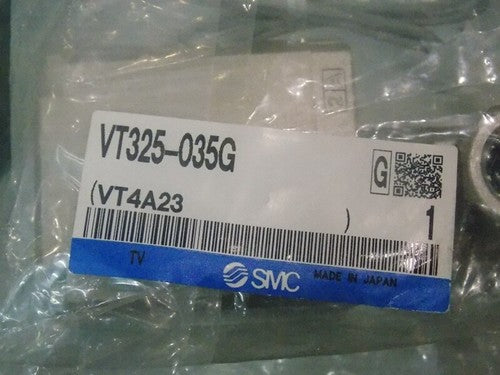 VT325-035G
G
(VT4A23 )
1
TV
SMC
MADE IN JAPAN